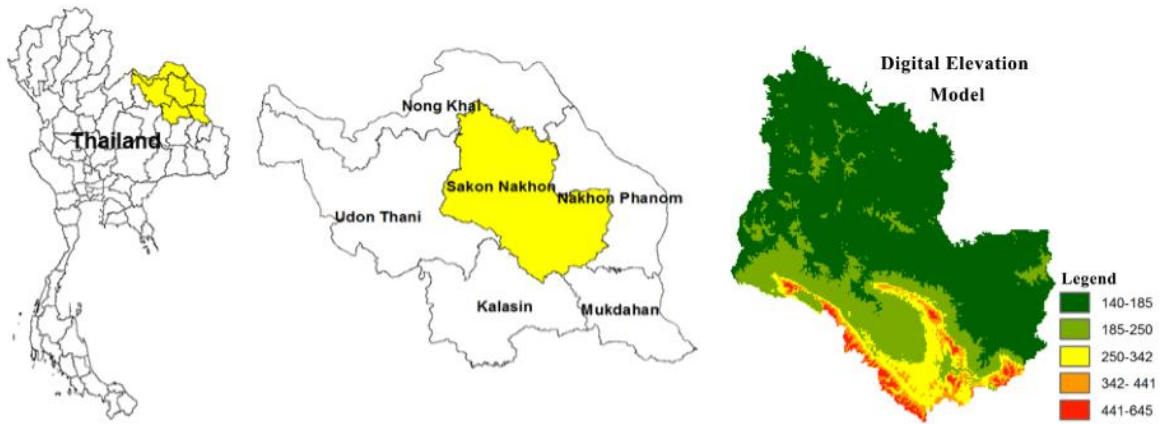 Thailand
Nong Khai
Sakon Nakhon
Nakhon Phanom
Udon Thani
Kalasin
Mukdahan
Digital Elevation
Model
Legend
140-185
185-250
250-342
342- 441
441-645